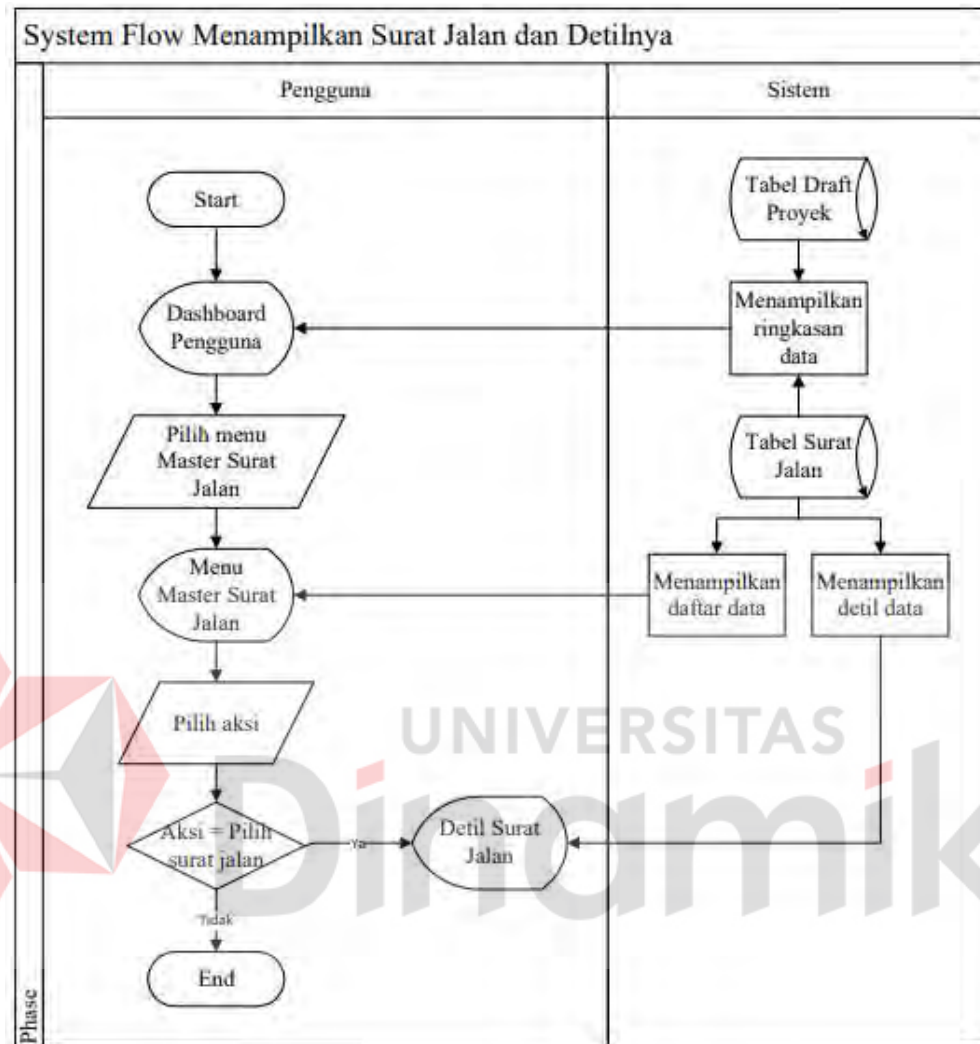 System Flow Menampilkan Surat Jalan dan Detilnya
Pengguna
Sistem
Start
Tabel Draft
Proyek
Dashboard
Pengguna
Menampilkan
ringkasan
data
Pilih menu
Master Surat
Jalan
Tabel Surat
Jalan
Menu
Master Surat
Jalan
Menampilkan
daftar data
Menampilkan
detil data
Pilih aksi
UNIVERSITAS
Dinamik
Aksi = Pilih
surat jalan
Ya
Detil Surat
Jalan
Tidak
End
Phase